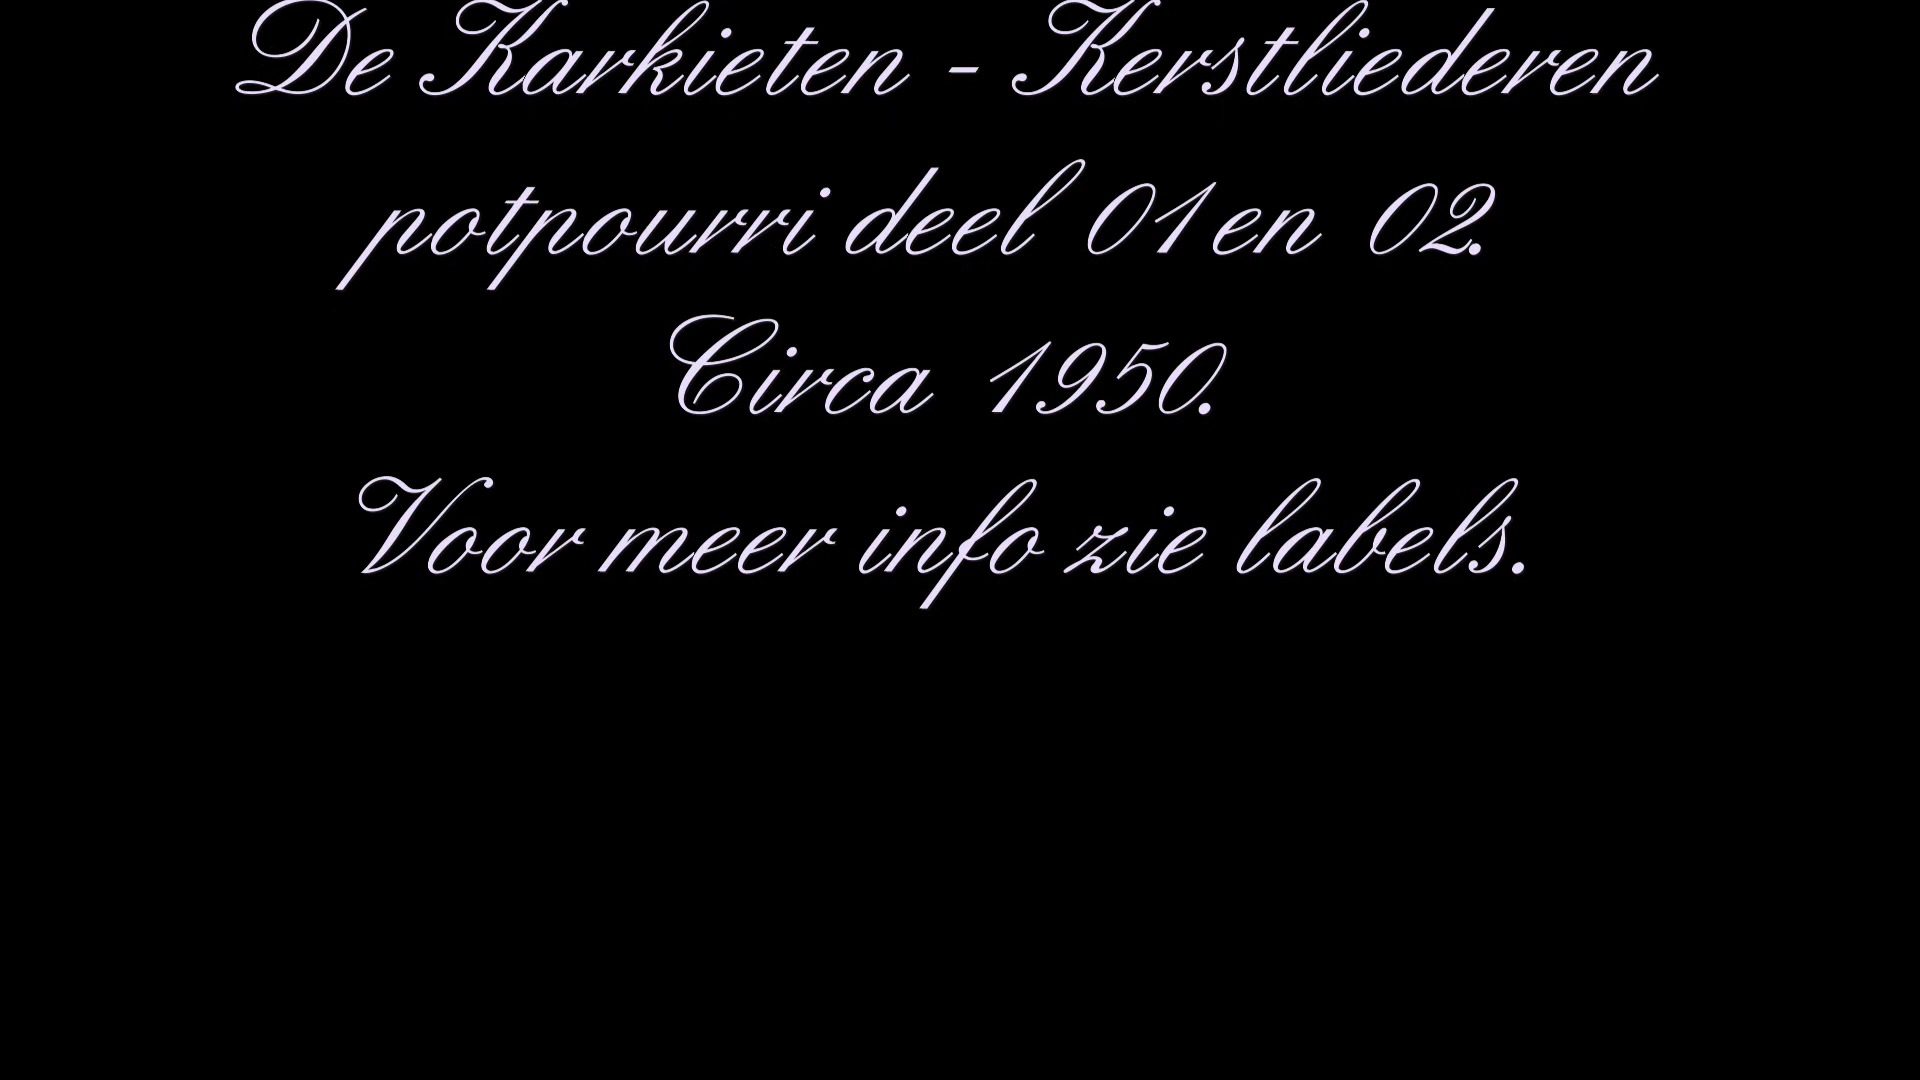 De Karkieten - Kerstliederen
potpourri deel 01 en 02.
Circa 1950.
Voor meer info zie labels.